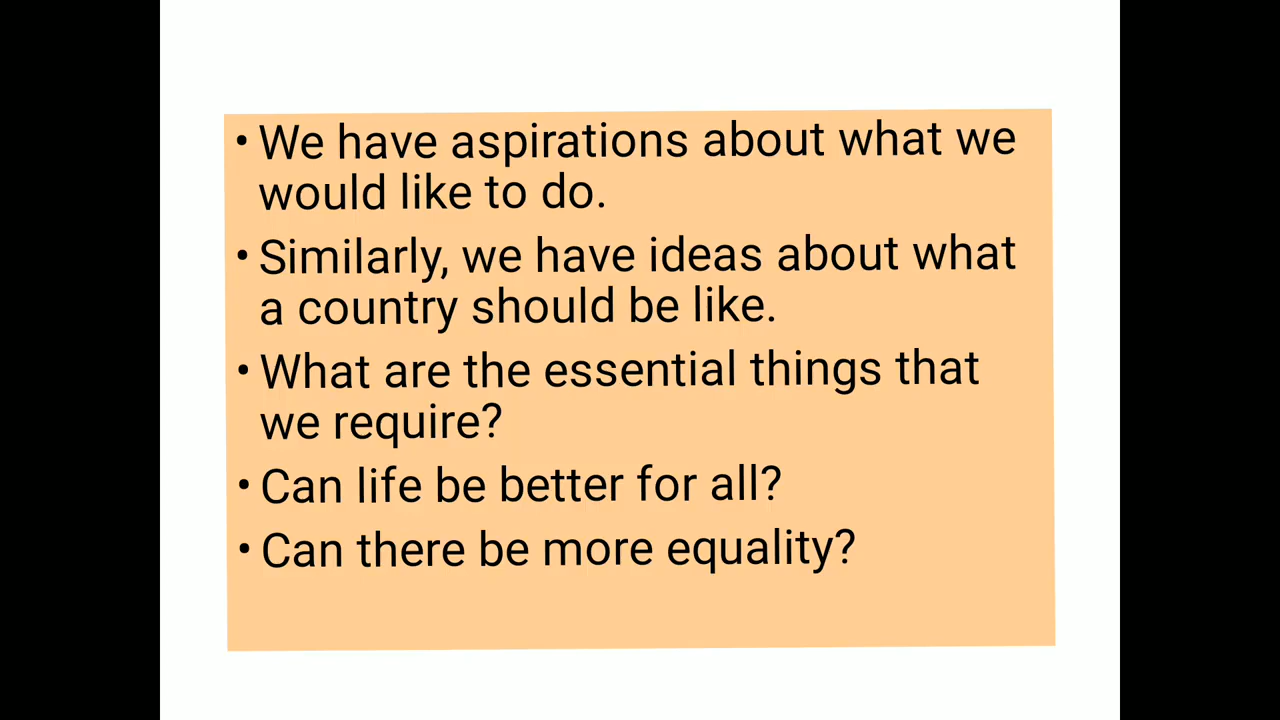 • We have aspirations about what we
would like to do.
• Similarly, we have ideas about what
a country should be like.
• What are the essential things that
we require?
• Can life be better for all?
• Can there be more equality?